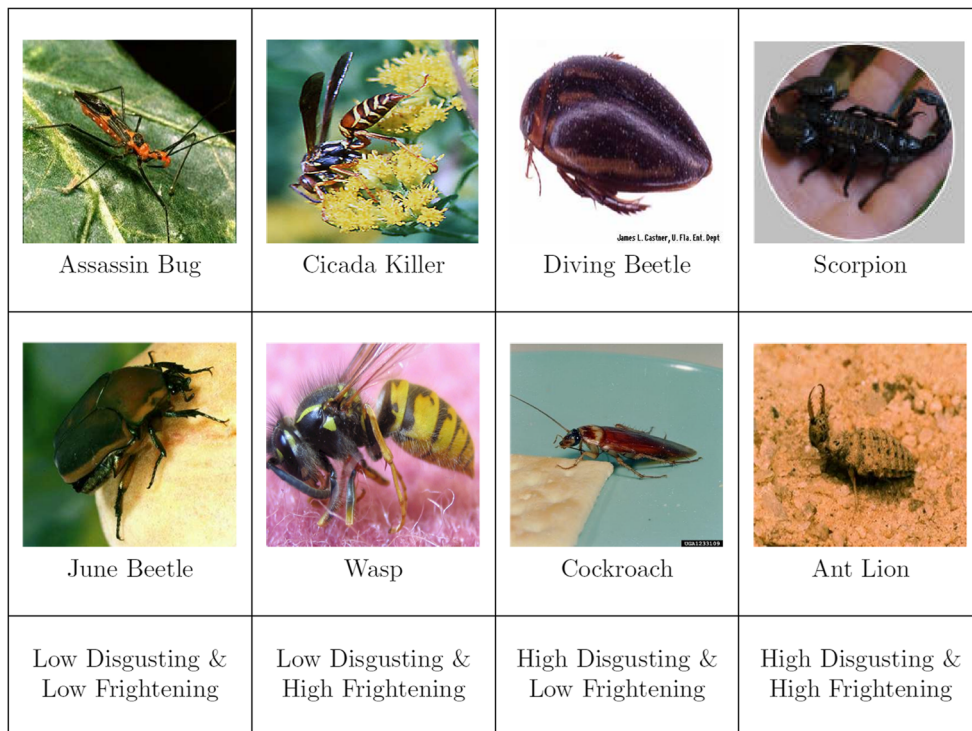 James L. Castner, U. Fla. Ent. Dept
Assassin Bug
Cicada Killer
Diving Beetle
Scorpion
UGA1233109
June Beetle
Wasp
Cockroach
Ant Lion
Low Disgusting &
Low Frightening
Low Disgusting &
High Frightening
High Disgusting &
Low Frightening
High Disgusting &
High Frightening